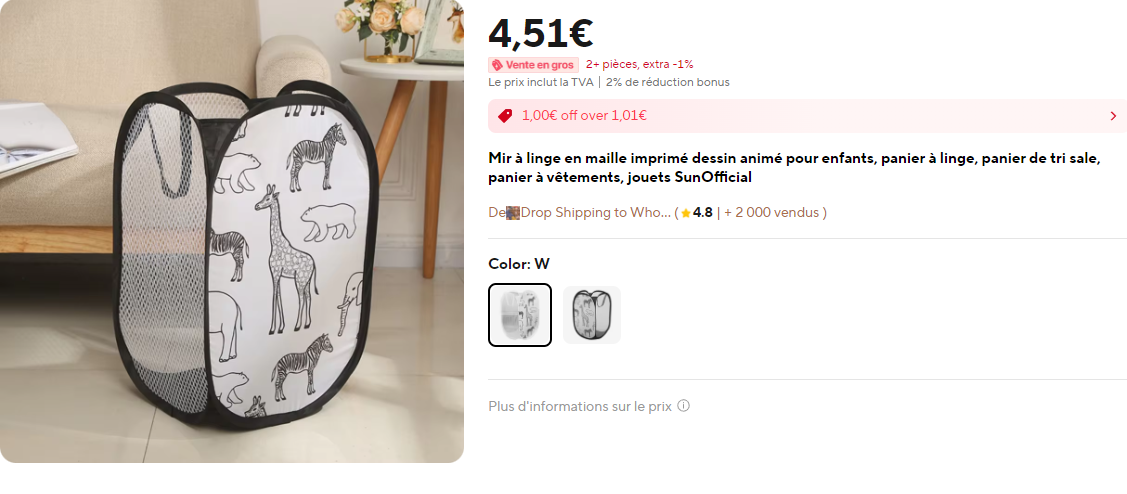 4,51€
Vente en gros 2+ pièces, extra -1%
Le prix inclut la TVA | 2% de réduction bonus
1,00€ off over 1,01€
Mir à linge en maille imprimé dessin animé pour enfants, panier à linge, panier de tri sale,
panier à vêtements, jouets SunOfficial
De Drop Shipping to Who... ( 4.8 | + 2 000 vendus )
Color: W
Plus d'informations sur le prix